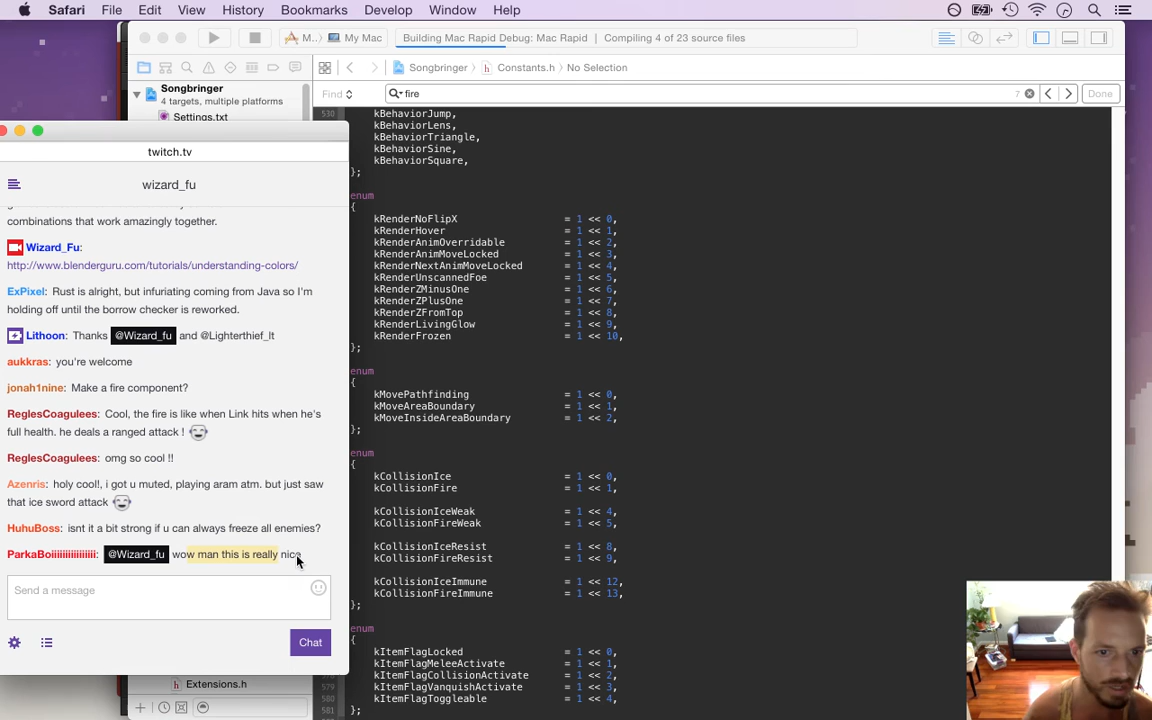 Safari File Edit View History Bookmarks Develop Window Help
M... My Mac
Building Mac Rapid Debug: Mac Rapid | Compiling 4 of 23 source files
Songbringer
4 targets, multiple platforms
Settings.txt
Songbringer Constants.h No Selection
Find fire 7 Done
530 kBehaviorJump,
kBehaviorLens,
kBehaviorTriangle,
kBehaviorSine,
kBehaviorSquare,
};
enum
{
kRenderNoFlipX = 1 << 0,
kRenderHover = 1 << 1,
kRenderAnimOverridable = 1 << 2,
kRenderAnimMoveLocked = 1 << 3,
kRenderNextAnimMoveLocked = 1 << 4,
kRenderUnscannedFoe = 1 << 5,
kRenderZMinusOne = 1 << 6,
kRenderZPlusOne = 1 << 7,
kRenderZFromTop = 1 << 8,
kRenderLivingGlow = 1 << 9,
kRenderFrozen = 1 << 10,
};
enum
{
kMovePathfinding = 1 << 0,
kMoveAreaBoundary = 1 << 1,
kMoveInsideAreaBoundary = 1 << 2,
};
enum
{
kCollisionIce = 1 << 0,
kCollisionFire = 1 << 1,
kCollisionIceWeak = 1 << 4,
kCollisionFireWeak = 1 << 5,
kCollisionIceResist = 1 << 8,
kCollisionFireResist = 1 << 9,
kCollisionIceImmune = 1 << 12,
kCollisionFireImmune = 1 << 13,
};
enum
{
kItemFlagLocked = 1 << 0,
kItemFlagMeleeActivate = 1 << 1,
kItemFlagCollisionActivate = 1 << 2,
579 kItemFlagVanquishActivate = 1 << 3,
580 kItemFlagToggleable = 1 << 4,
581 };
twitch.tv
wizard_fu
combinations that work amazingly together.
Wizard_Fu:
http://www.blenderguru.com/tutorials/understanding-colors/
ExPixel: Rust is alright, but infuriating coming from Java so I'm
holding off until the borrow checker is reworked.
Lithoon: Thanks @Wizard_fu and @Lighterthief_lt
aukkras: you're welcome
jonah1nine: Make a fire component?
ReglesCoagulees: Cool, the fire is like when Link hits when he's
full health. he deals a ranged attack !
ReglesCoagulees: omg so cool !!
Azenris: holy cool!, i got u muted, playing aram atm. but just saw
that ice sword attack
HuhuBoss: isnt it a bit strong if u can always freeze all enemies?
ParkaBoiiiiiiiiiiiiiiii: @Wizard_fu wow man this is really nice
Send a message
Chat
Extensions.h